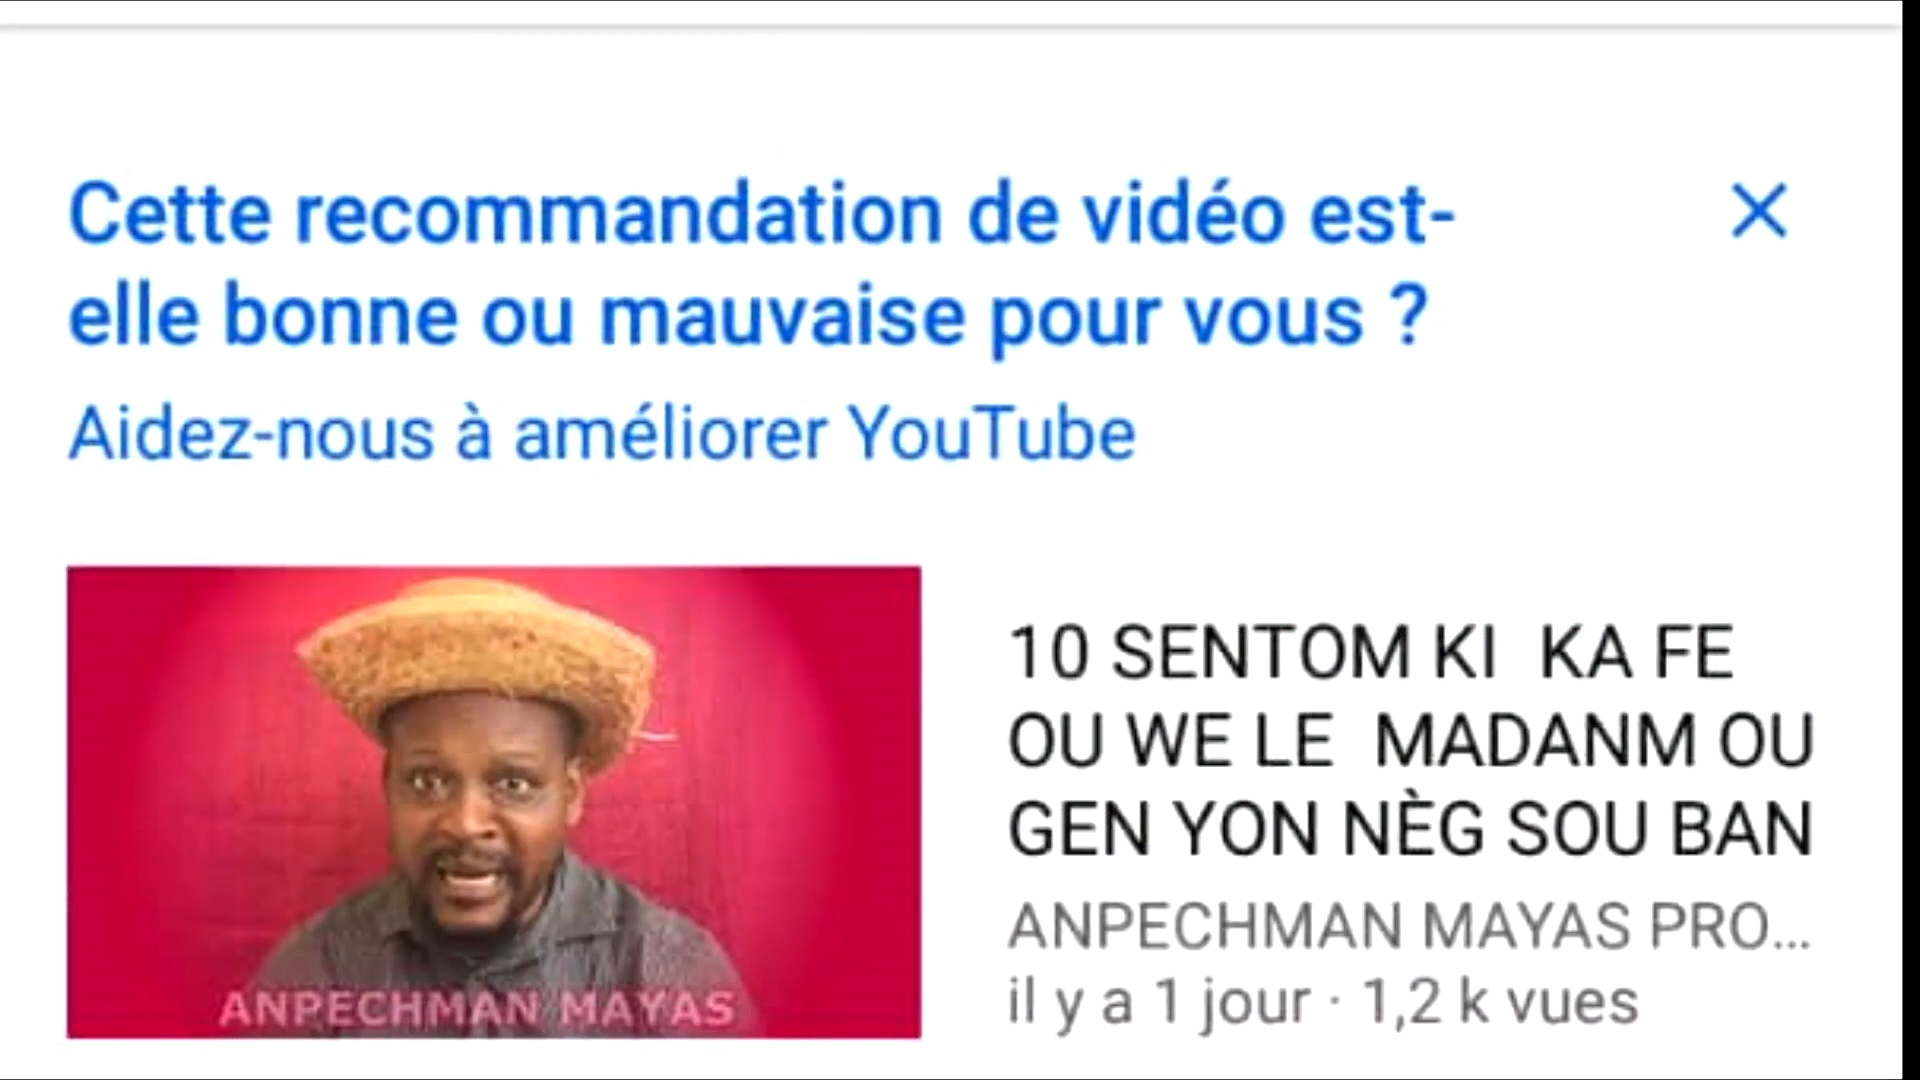 Cette recommandation de vidéo est-
elle bonne ou mauvaise pour vous ?
Aidez-nous à améliorer YouTube
ANPECHMAN MAYAS
10 SENTOM KI  KA FE
OU WE LE  MADANM OU
GEN YON NÈG SOU BAN
ANPECHMAN MAYAS PRO...
il y a 1 jour · 1,2 k vues